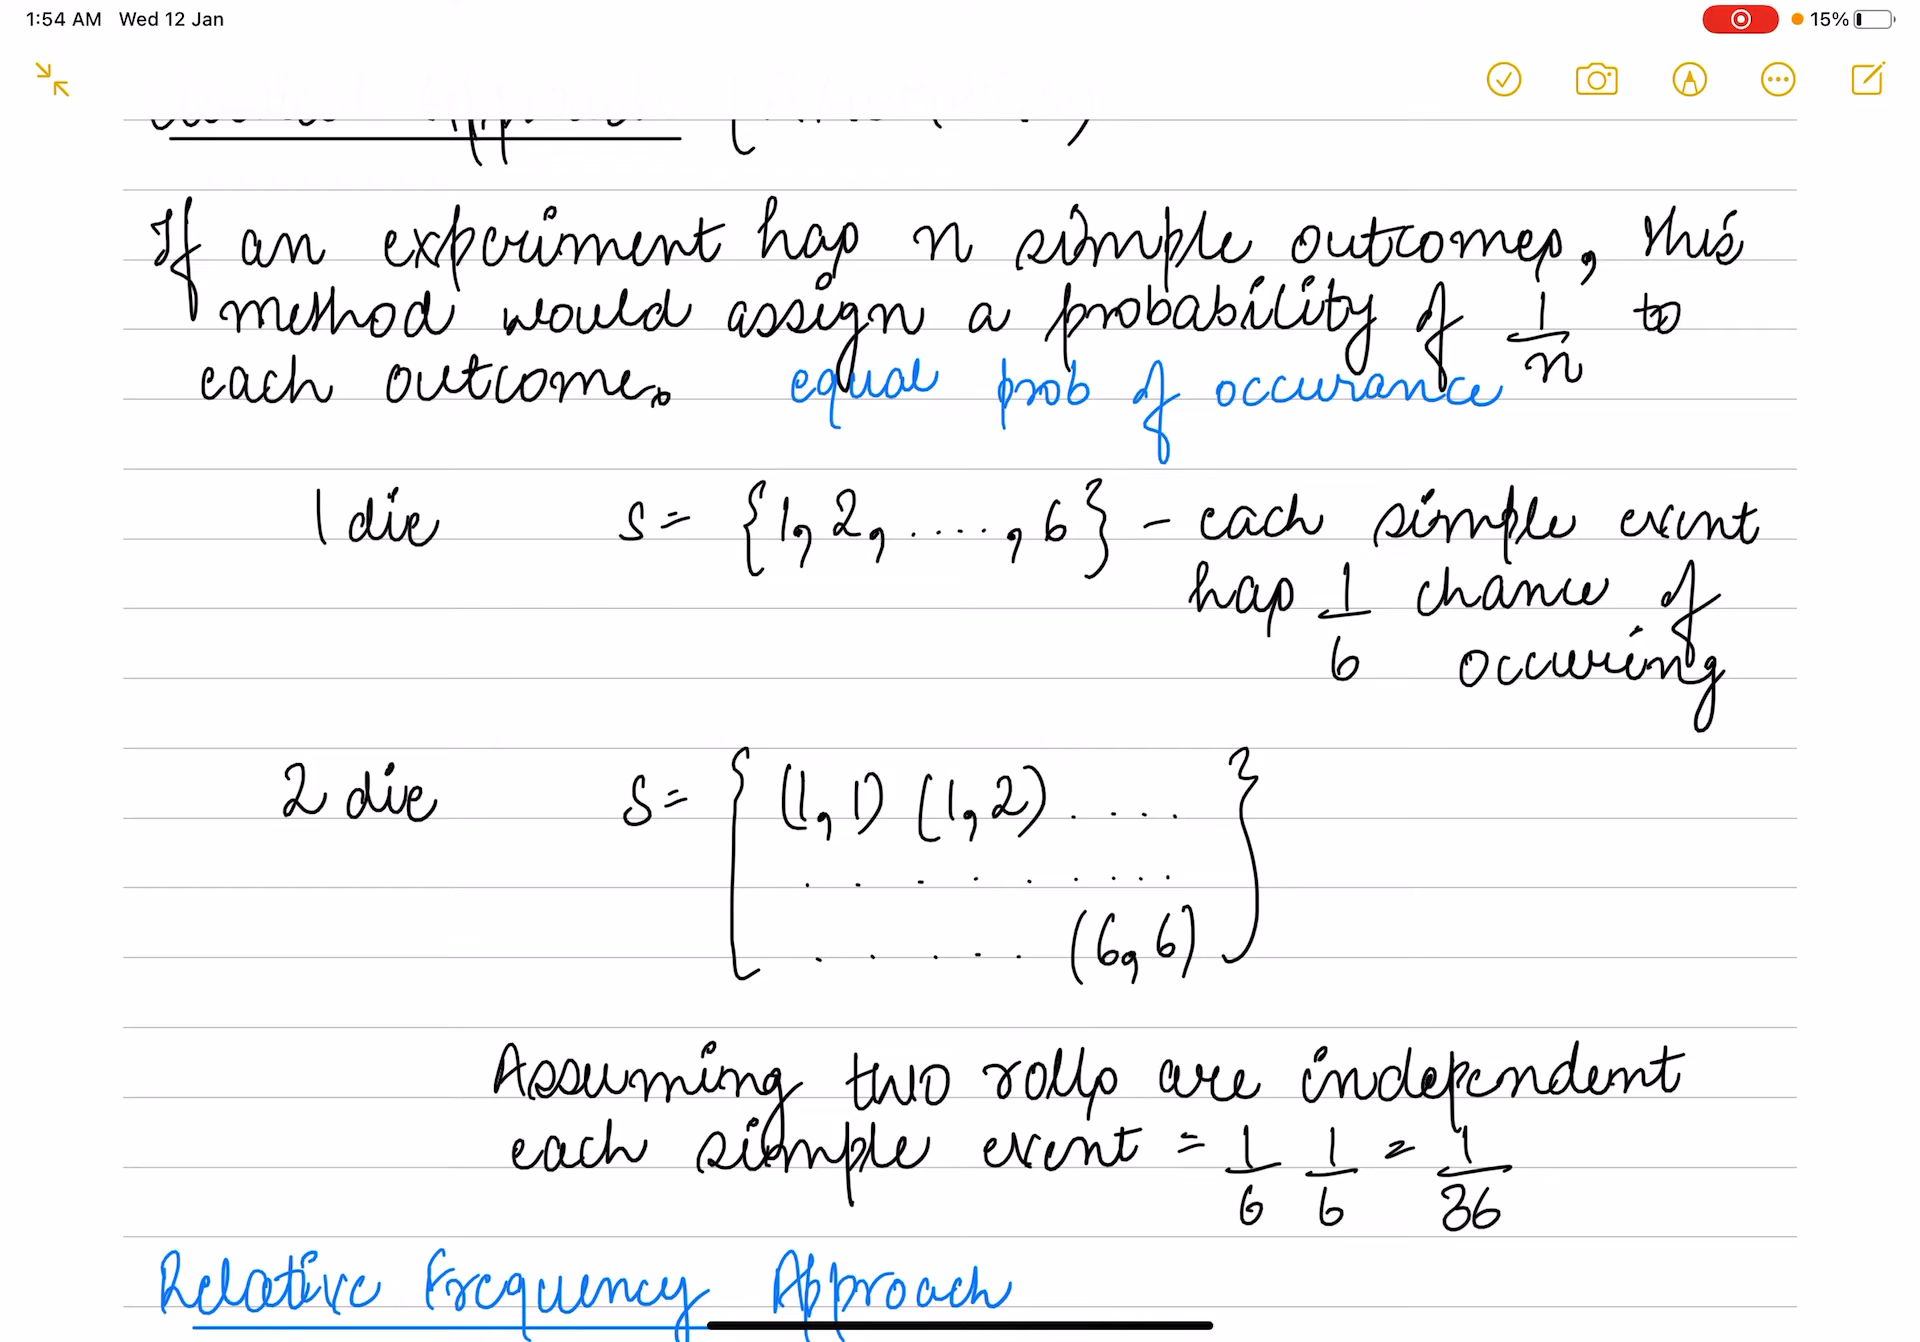 1:54 AM Wed 12 Jan
15%
If an experiment has n simple outcomes, this
method would assign a probability of 1/n to
each outcome. equal prob of occurance
1 die S = {1, 2, ....., 6} - each simple event
has 1/6 chance of
occuring
2 die S = { (1, 1) (1, 2) . . . .
. . . . . . . . .
. . . . . (6, 6) }
Assuming two rolls are independent
each simple event = 1/6 1/6 = 1/36
Relative Frequency Approach